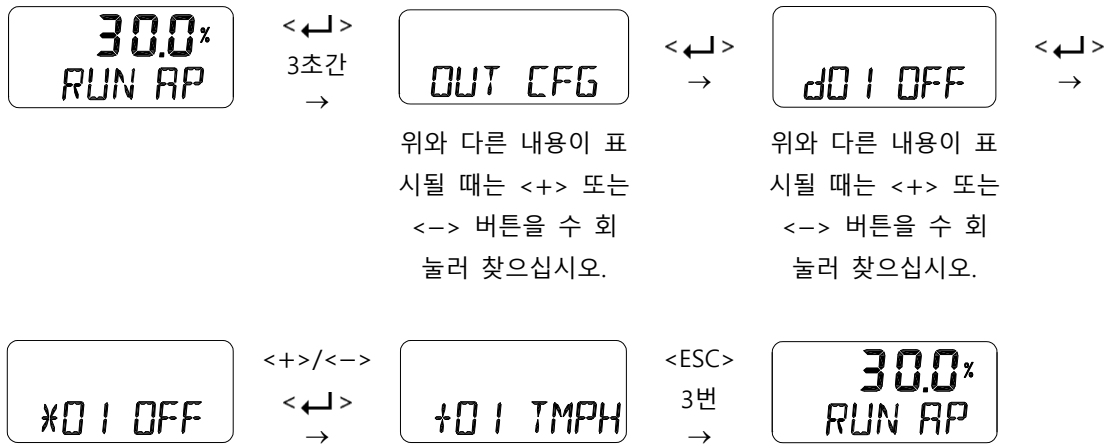 30.0%
RUN AP
<↵>
3초간
→
OUT CFG
위와 다른 내용이 표
시될 때는 <+> 또는
<−> 버튼을 수 회
눌러 찾으십시오.
<↵>
→
dO1 OFF
위와 다른 내용이 표
시될 때는 <+> 또는
<−> 버튼을 수 회
눌러 찾으십시오.
<↵>
→
*O1 OFF
<+>/<−>
<↵>
→
+O1 TMPH
<ESC>
3번
→
30.0%
RUN AP